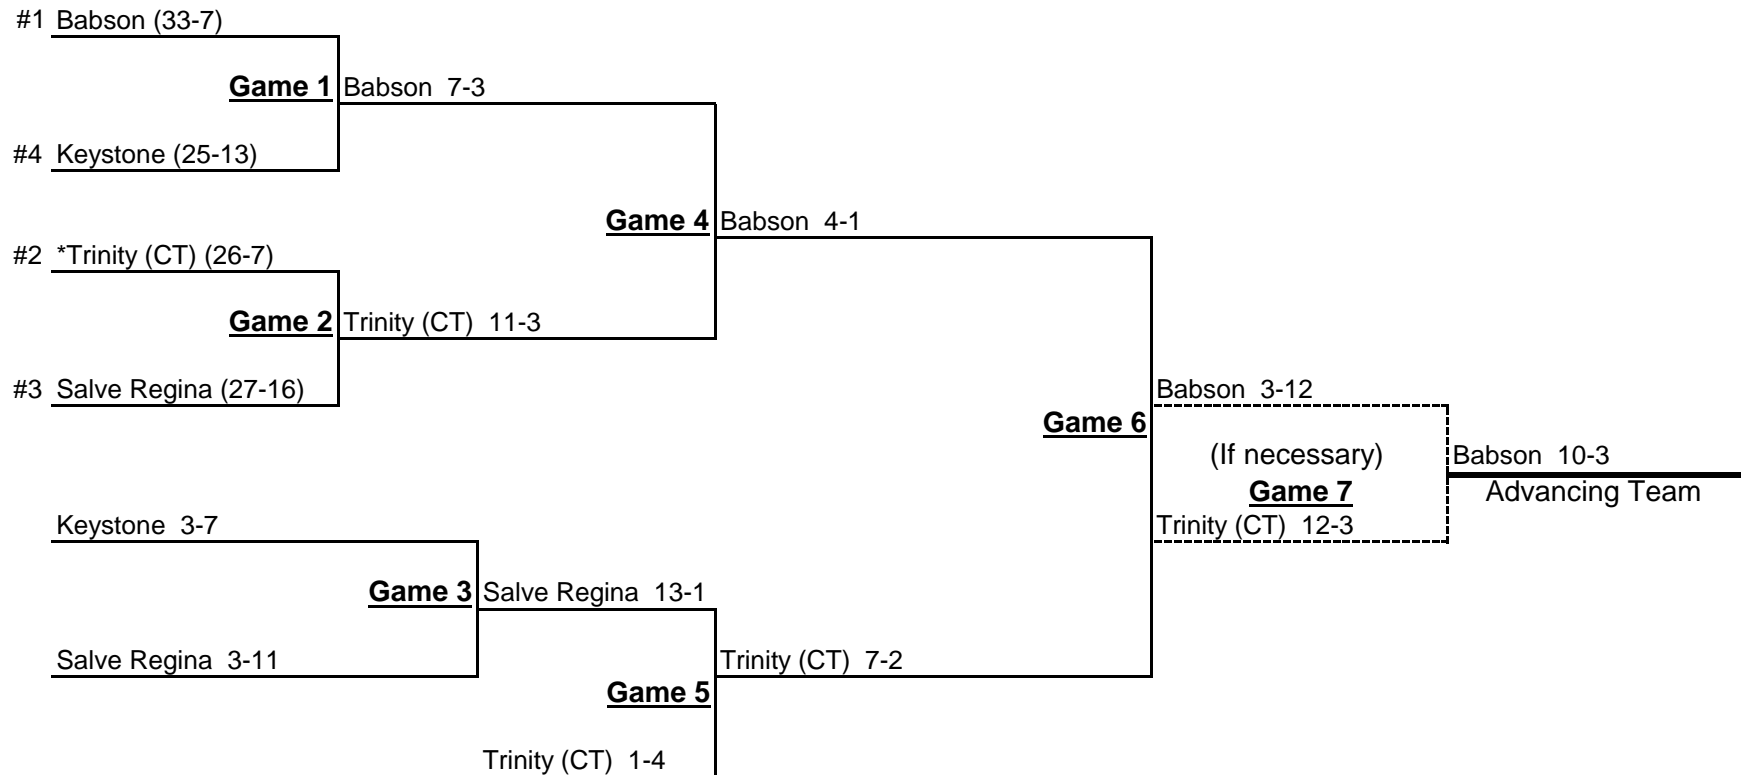 #1 Babson (33-7)
Game 1 Babson 7-3
#4 Keystone (25-13)
Game 4 Babson 4-1
#2 *Trinity (CT) (26-7)
Game 2 Trinity (CT) 11-3
#3 Salve Regina (27-16)
Babson 3-12
Game 6
(If necessary)
Babson 10-3
Game 7
Advancing Team
Keystone 3-7
Trinity (CT) 12-3
Game 3 Salve Regina 13-1
Salve Regina 3-11
Trinity (CT) 7-2
Game 5
Trinity (CT) 1-4